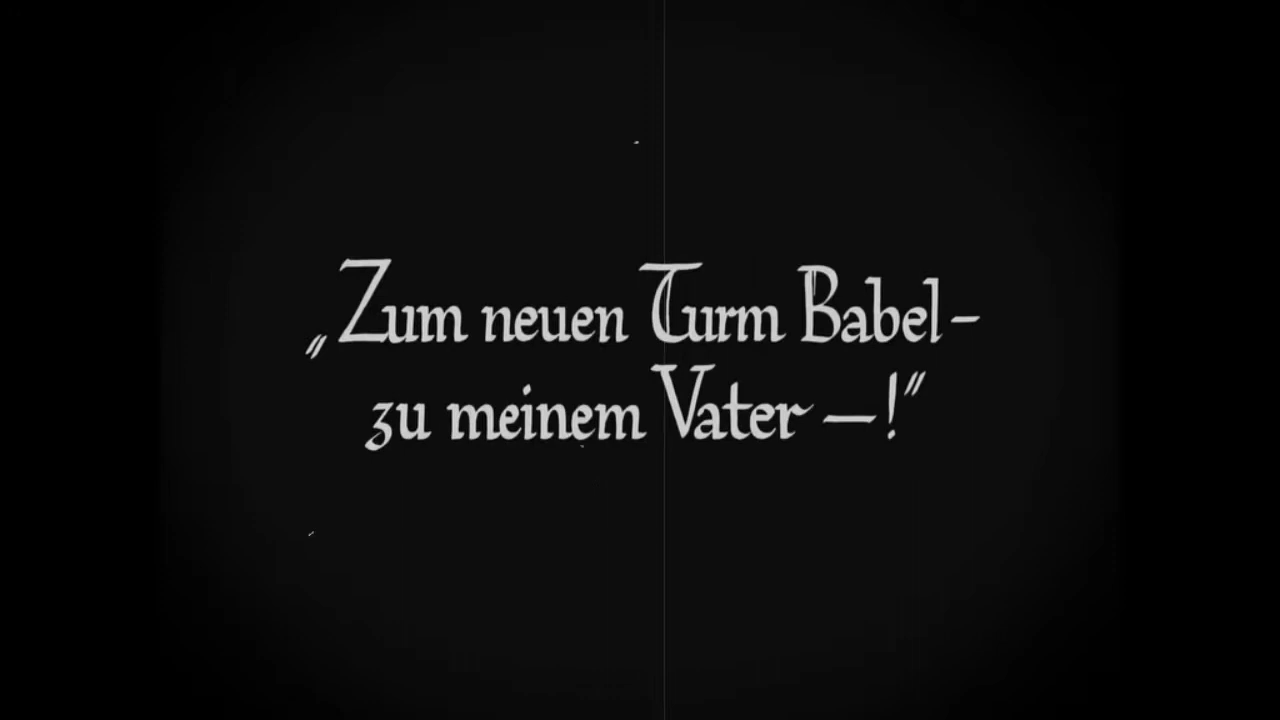 „Zum neuen Turm Babel –
zu meinem Vater — !"